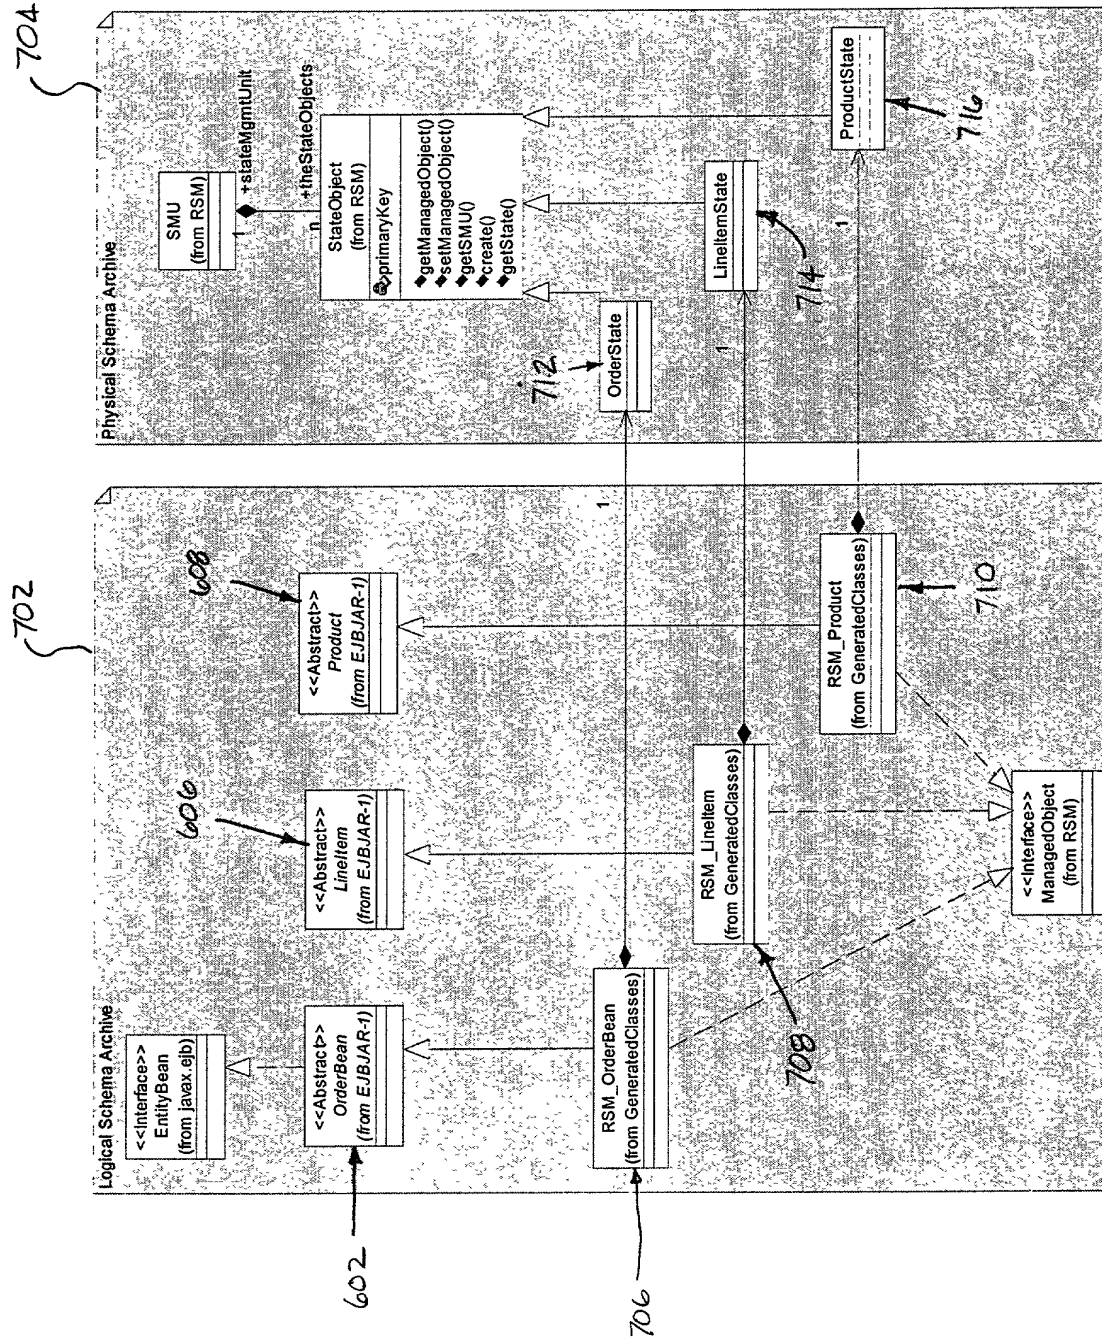 702
704
Logical Schema Archive
<<Interface>>
EntityBean
(from javax.ejb)
<<Abstract>>
OrderBean
(from EJBJAR-1)
602
<<Abstract>>
LineItem
(from EJBJAR-1)
606
<<Abstract>>
Product
(from EJBJAR-1)
608
RSM_OrderBean
(from GeneratedClasses)
706
RSM_LineItem
(from GeneratedClasses)
708
RSM_Product
(from GeneratedClasses)
710
<<Interface>>
ManagedObject
(from RSM)
Physical Schema Archive
SMU
(from RSM)
1
+stateMgmtUnit
+theStateObjects
n
StateObject
(from RSM)
primaryKey
getManagedObject()
setManagedObject()
getSMU()
create()
getState()
712
OrderState
1
LineItemState
714
1
ProductState
716
1